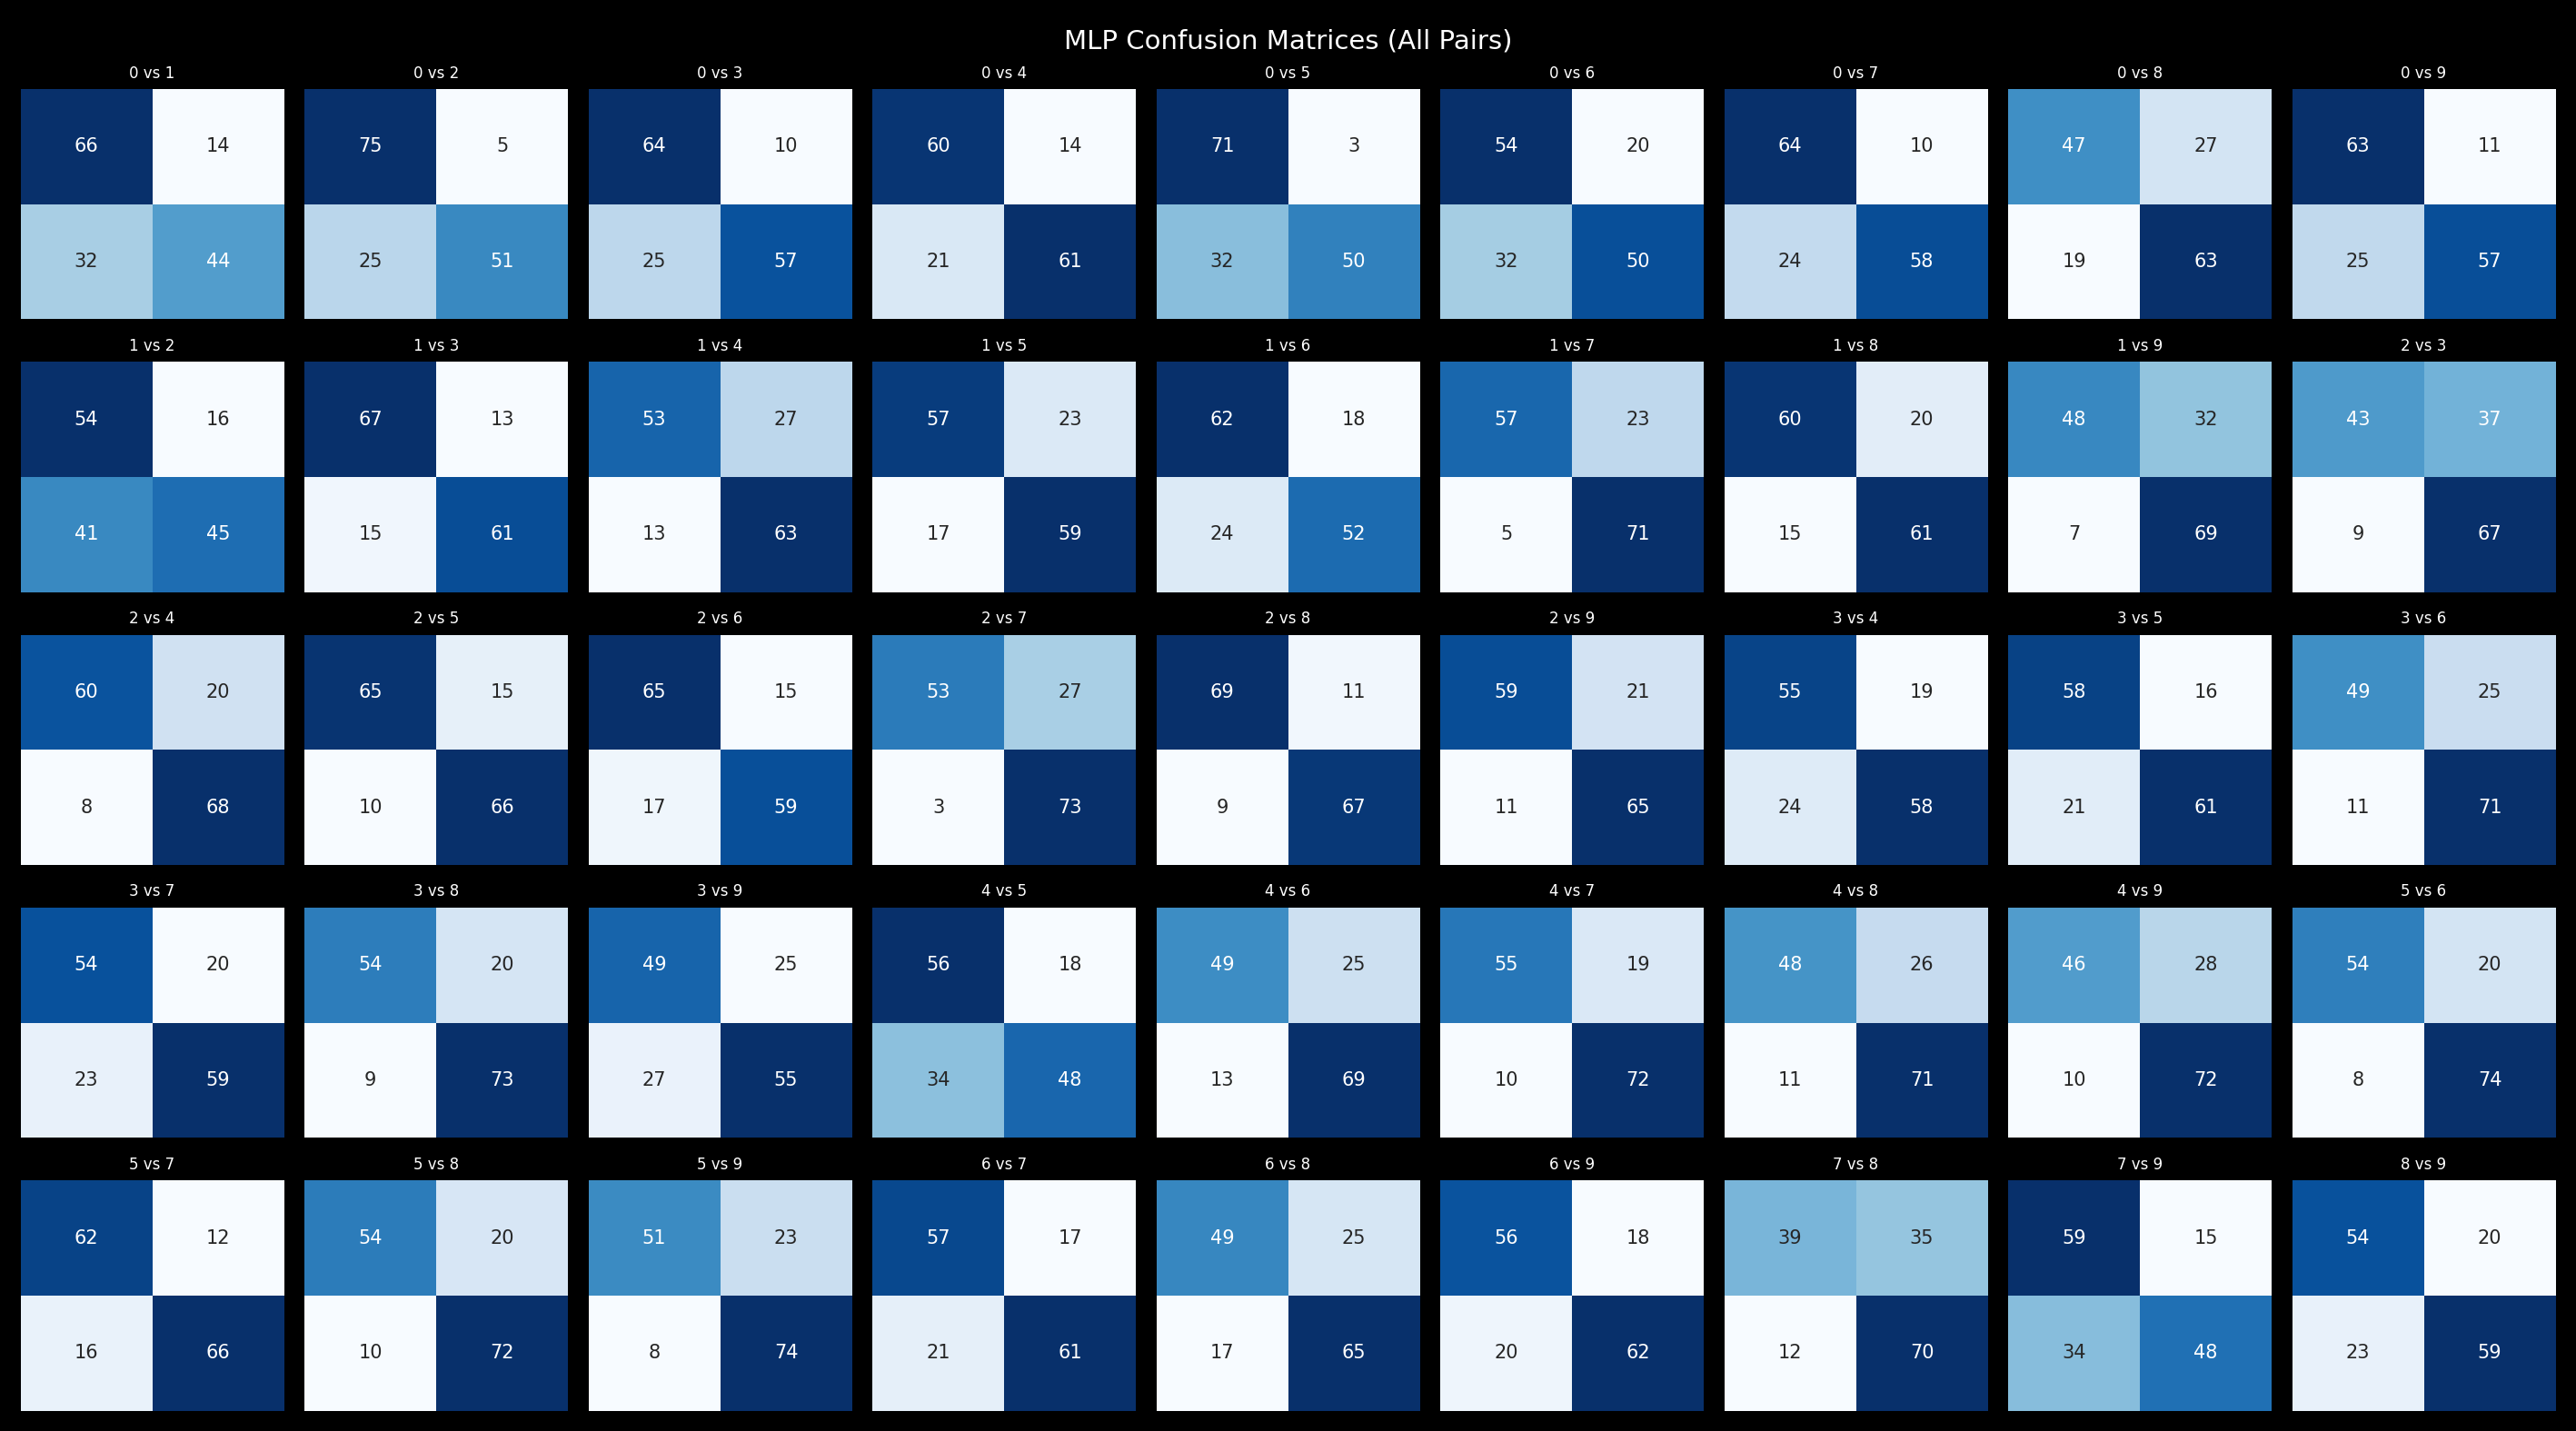 MLP Confusion Matrices (All Pairs)
0 vs 1 0 vs 2 0 vs 3 0 vs 4 0 vs 5 0 vs 6 0 vs 7 0 vs 8 0 vs 9
66 14 75 5 64 10 60 14 71 3 54 20 64 10 47 27 63 11
32 44 25 51 25 57 21 61 32 50 32 50 24 58 19 63 25 57
1 vs 2 1 vs 3 1 vs 4 1 vs 5 1 vs 6 1 vs 7 1 vs 8 1 vs 9 2 vs 3
54 16 67 13 53 27 57 23 62 18 57 23 60 20 48 32 43 37
41 45 15 61 13 63 17 59 24 52 5 71 15 61 7 69 9 67
2 vs 4 2 vs 5 2 vs 6 2 vs 7 2 vs 8 2 vs 9 3 vs 4 3 vs 5 3 vs 6
60 20 65 15 65 15 53 27 69 11 59 21 55 19 58 16 49 25
8 68 10 66 17 59 3 73 9 67 11 65 24 58 21 61 11 71
3 vs 7 3 vs 8 3 vs 9 4 vs 5 4 vs 6 4 vs 7 4 vs 8 4 vs 9 5 vs 6
54 20 54 20 49 25 56 18 49 25 55 19 48 26 46 28 54 20
23 59 9 73 27 55 34 48 13 69 10 72 11 71 10 72 8 74
5 vs 7 5 vs 8 5 vs 9 6 vs 7 6 vs 8 6 vs 9 7 vs 8 7 vs 9 8 vs 9
62 12 54 20 51 23 57 17 49 25 56 18 39 35 59 15 54 20
16 66 10 72 8 74 21 61 17 65 20 62 12 70 34 48 23 59